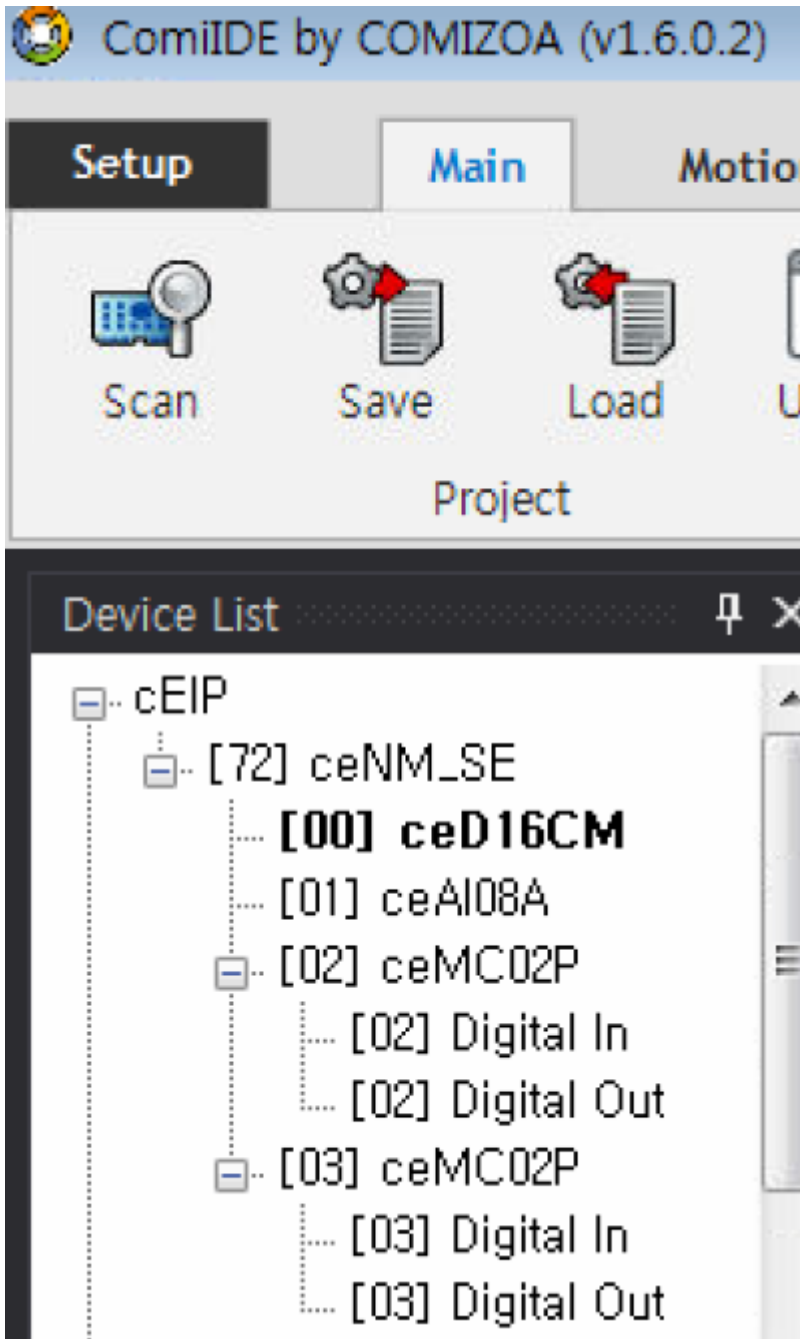 ComiIDE by COMIZOA (v1.6.0.2)
Setup Main
Scan Save Load
Project
Device List
cEIP
[72] ceNM_SE
[00] ceD16CM
[01] ceAI08A
[02] ceMC02P
[02] Digital In
[02] Digital Out
[03] ceMC02P
[03] Digital In
[03] Digital Out